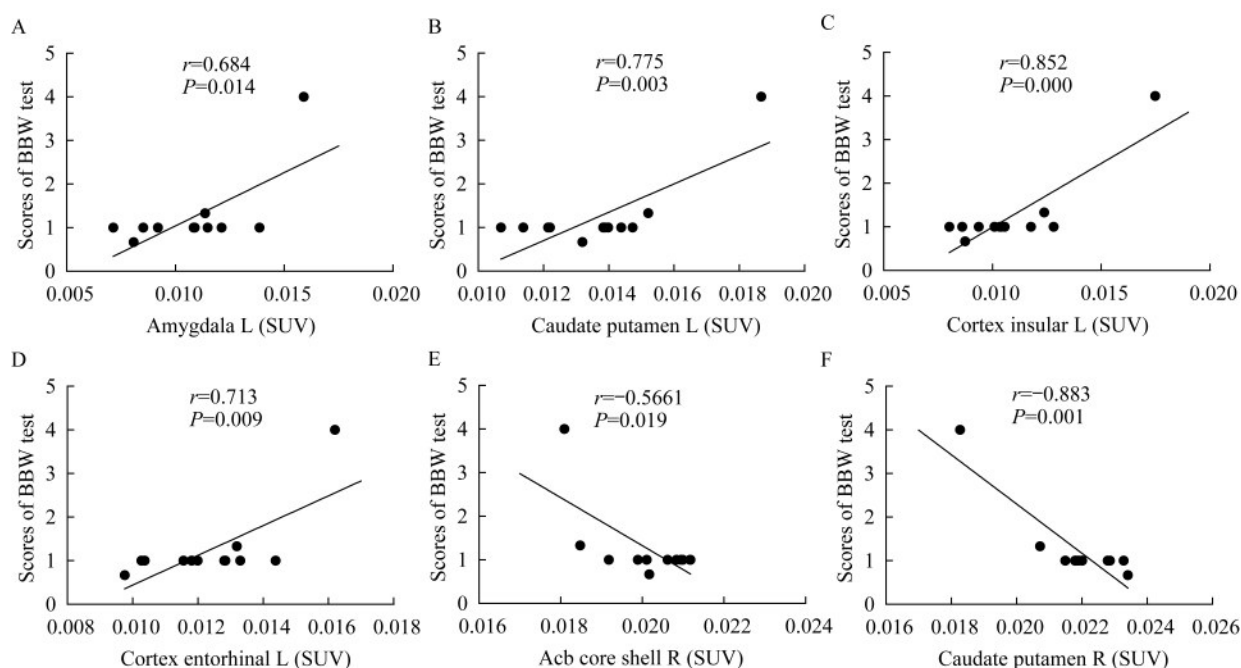 A
r=0.684
P=0.014
Scores of BBW test
5
4
3
2
1
0
0.005 0.010 0.015 0.020
Amygdala L (SUV)
B
r=0.775
P=0.003
Scores of BBW test
5
4
3
2
1
0
0.010 0.012 0.014 0.016 0.018 0.020
Caudate putamen L (SUV)
C
r=0.852
P=0.000
Scores of BBW test
5
4
3
2
1
0
0.005 0.010 0.015 0.020
Cortex insular L (SUV)
D
r=0.713
P=0.009
Scores of BBW test
5
4
3
2
1
0
0.008 0.010 0.012 0.014 0.016 0.018
Cortex entorhinal L (SUV)
E
r=−0.5661
P=0.019
Scores of BBW test
5
4
3
2
1
0
0.016 0.018 0.020 0.022 0.024
Acb core shell R (SUV)
F
r=−0.883
P=0.001
Scores of BBW test
5
4
3
2
1
0
0.016 0.018 0.020 0.022 0.024 0.026
Caudate putamen R (SUV)